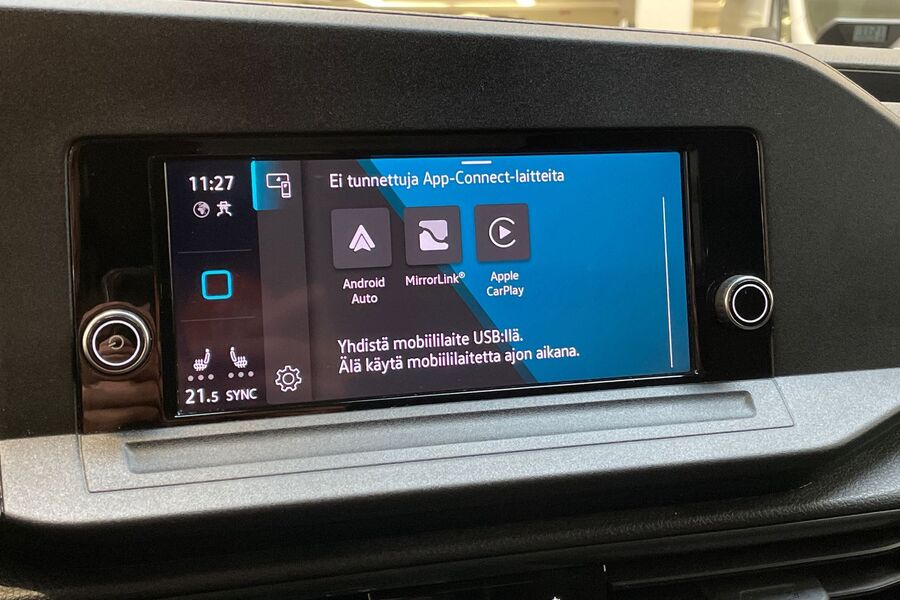 11:27
Ei tunnettuja App-Connect-laitteita
Android
Auto
MirrorLink®
Apple
CarPlay
Yhdistä mobiililaite USB:llä.
Älä käytä mobiililaitetta ajon aikana.
21.5 SYNC